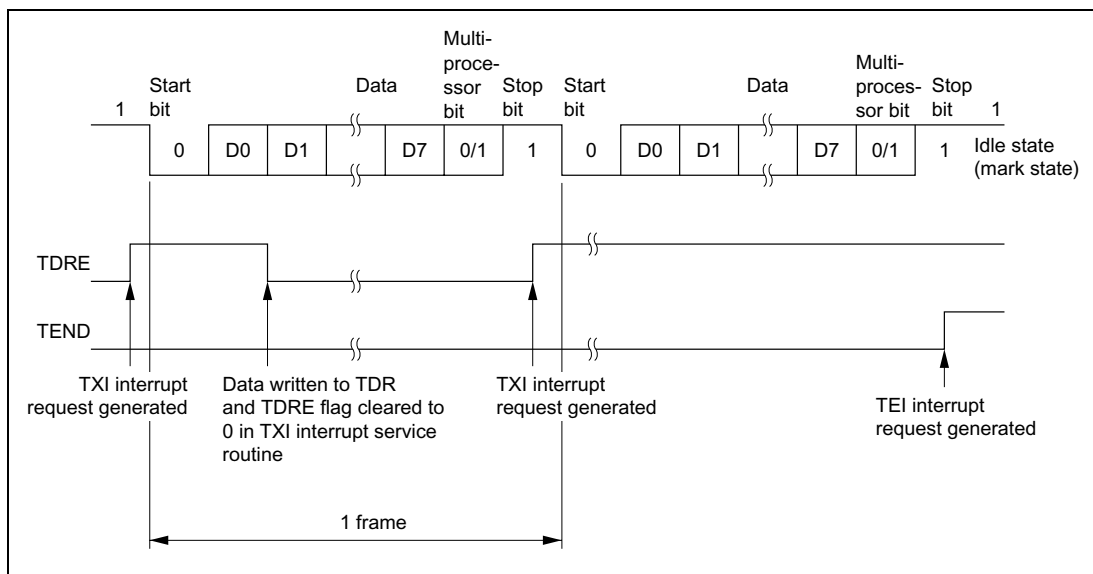 Multi-
proce-
ssor bit
Multi-
proces-
sor bit
1
Start
bit
Data
Stop
bit
Start
bit
Data
Stop
bit
1
0
D0
D1
D7
0/1
1
0
D0
D1
D7
0/1
1
Idle state
(mark state)
TDRE
TEND
TXI interrupt
request generated
Data written to TDR
and TDRE flag cleared to
0 in TXI interrupt service
routine
TXI interrupt
request generated
TEI interrupt
request generated
1 frame